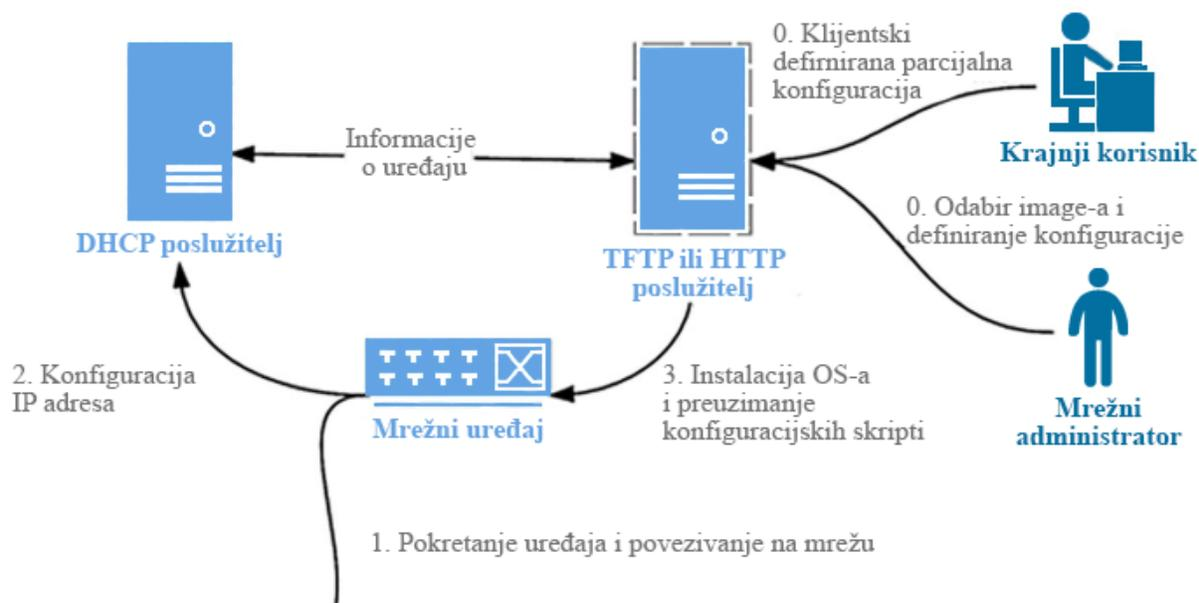 0. Klijentski
defirnirana parcijalna
konfiguracija
Krajnji korisnik
Informacije
o uređaju
DHCP poslužitelj
TFTP ili HTTP
poslužitelj
0. Odabir image-a i
definiranje konfiguracije
Mrežni
administrator
2. Konfiguracija
IP adresa
Mrežni uređaj
3. Instalacija OS-a
i preuzimanje
konfiguracijskih skripti
1. Pokretanje uređaja i povezivanje na mrežu